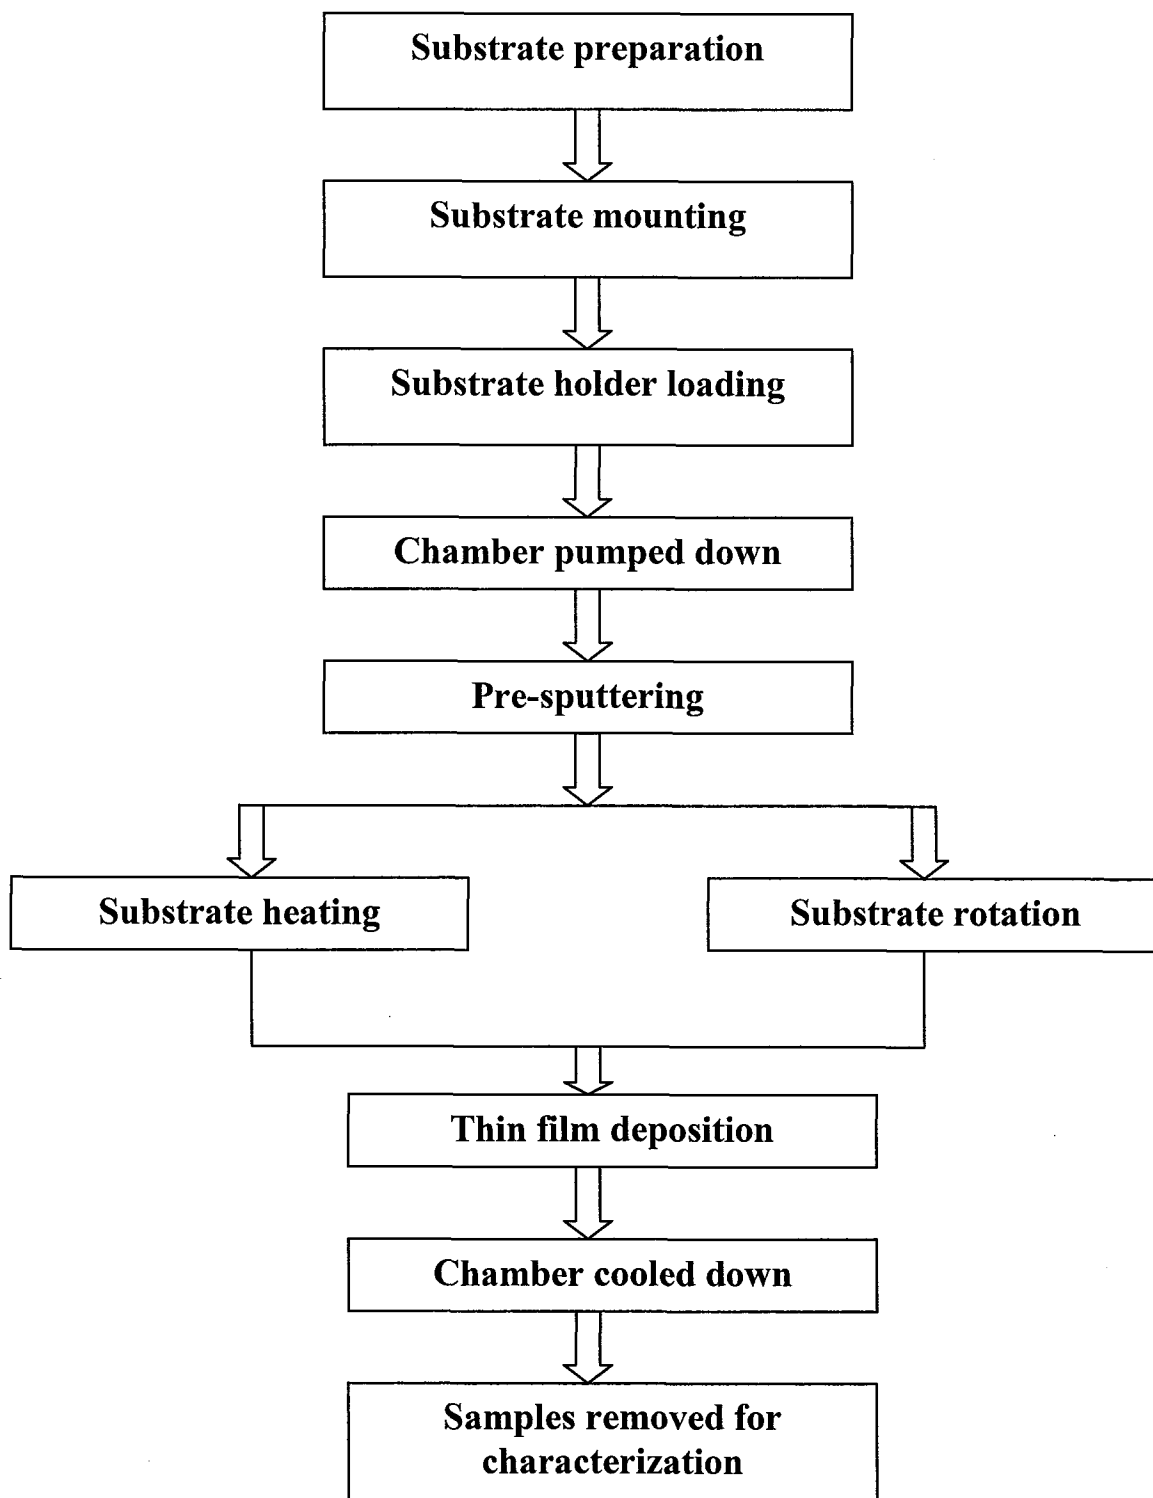 Substrate preparation
Substrate mounting
Substrate holder loading
Chamber pumped down
Pre-sputtering
Substrate heating
Substrate rotation
Thin film deposition
Chamber cooled down
Samples removed for
characterization